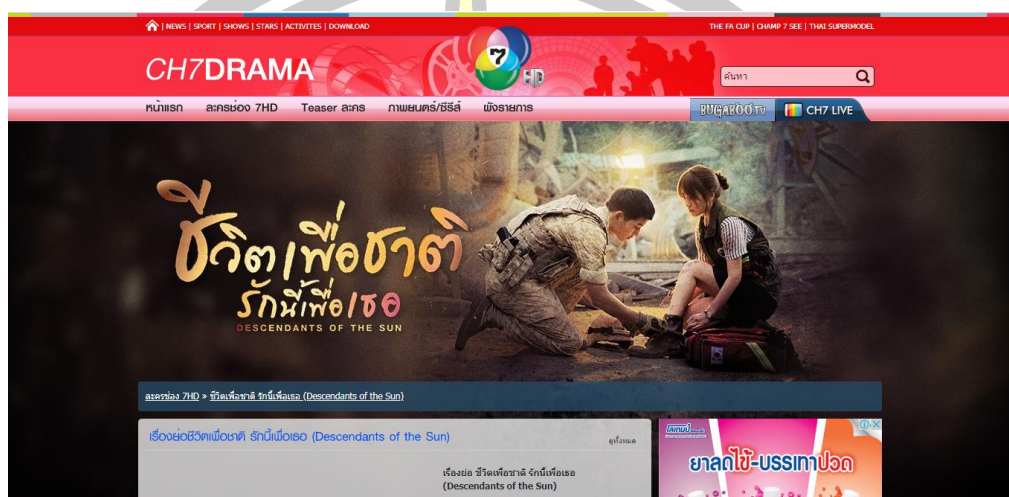 | NEWS | SPORT | SHOWS | STARS | ACTIVITES | DOWNLOAD
THE FA CUP | CHAMP 7 SEE | THAI SUPERMODEL
CH7DRAMA
7 HD
ค้นหา
หน้าแรก ละครช่อง 7HD Teaser ละคร ภาพยนตร์/ซีรีส์ ผังรายการ
BUGABOO.TV CH7 LIVE
ชีวิตเพื่อชาติ
รักนี้เพื่อเธอ
DESCENDANTS OF THE SUN
ละครช่อง 7HD » ชีวิตเพื่อชาติ รักนี้เพื่อเธอ (Descendants of the Sun)
เรื่องย่อชีวิตเพื่อชาติ รักนี้เพื่อเธอ (Descendants of the Sun)
ดูทั้งหมด
เรื่องย่อ ชีวิตเพื่อชาติ รักนี้เพื่อเธอ
(Descendants of the Sun)
ยาลดไข้-บรรเทาปวด